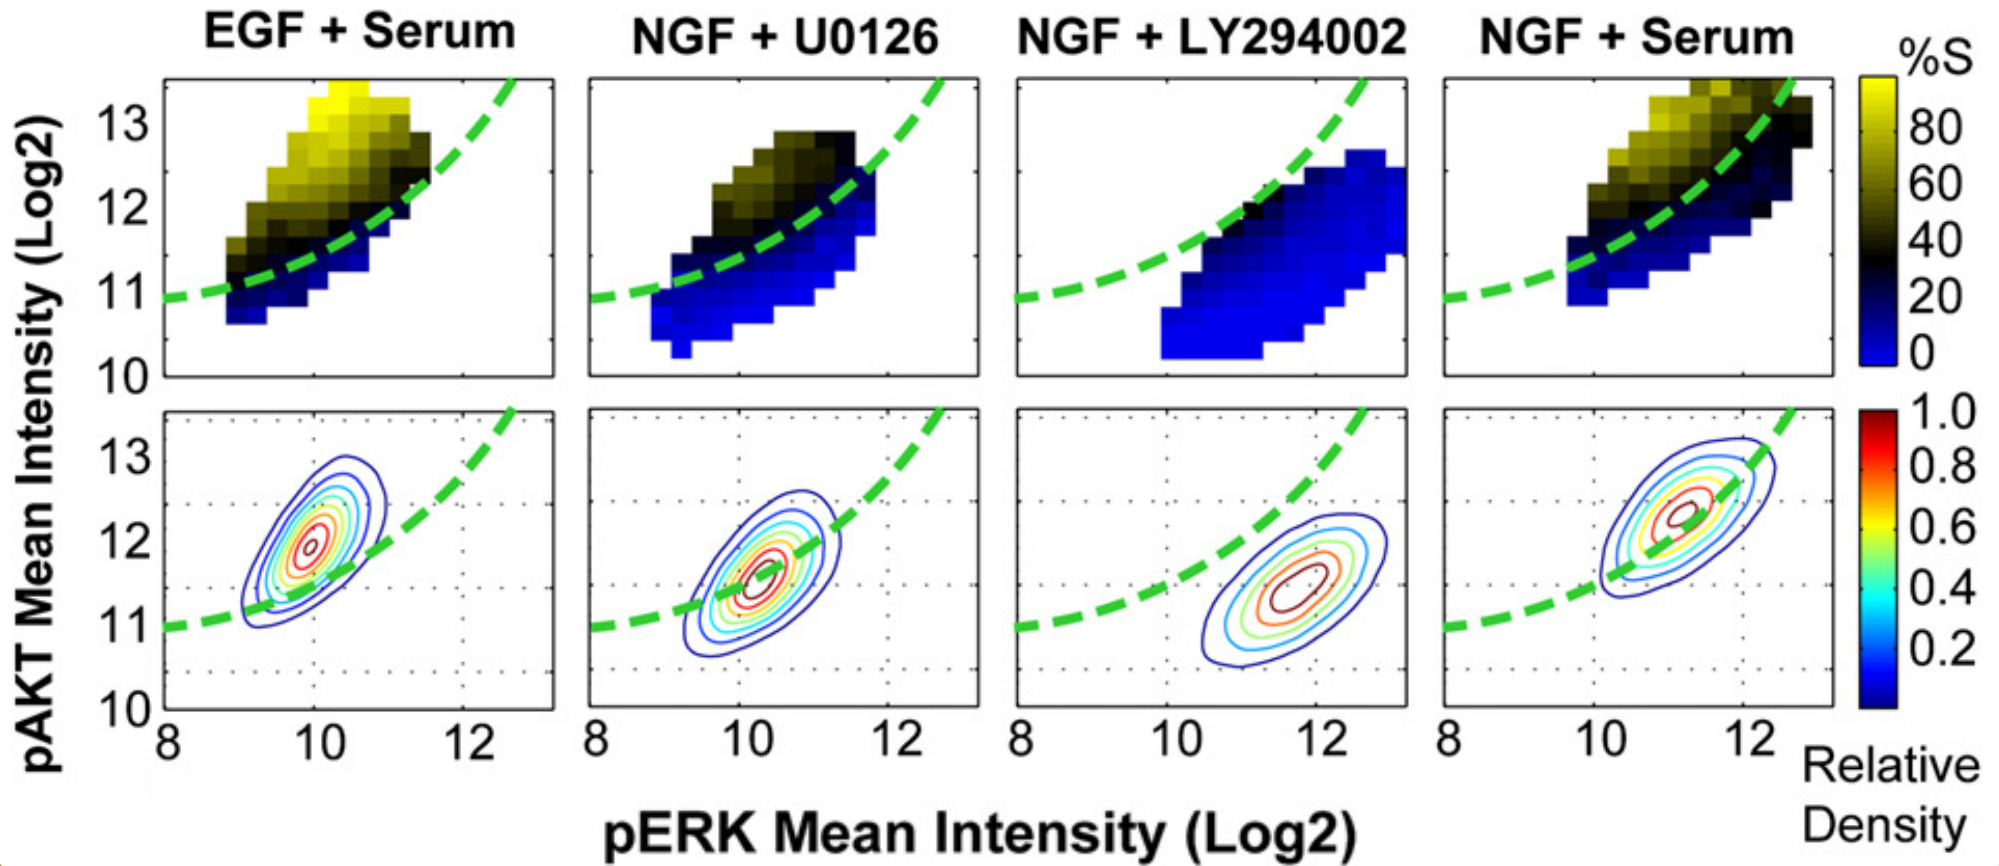 EGF + Serum
NGF + U0126
NGF + LY294002
NGF + Serum
%S
13
12
11
10
80
60
40
20
0
pAKT Mean Intensity (Log2)
13
12
11
10
1.0
0.8
0.6
0.4
0.2
8 10 12
8 10 12
8 10 12
8 10 12
Relative
Density
pERK Mean Intensity (Log2)